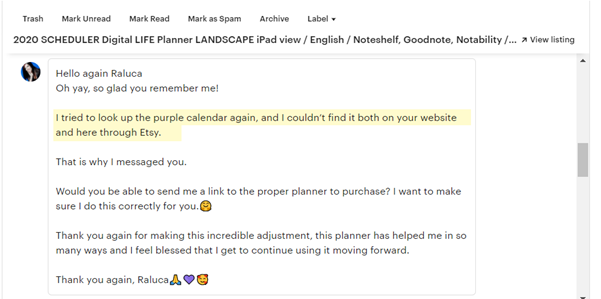 Trash Mark Unread Mark Read Mark as Spam Archive Label ▾
2020 SCHEDULER Digital LIFE Planner LANDSCAPE iPad view / English / Noteshelf, Goodnote, Notability /... ↗ View listing
Hello again Raluca
Oh yay, so glad you remember me!
I tried to look up the purple calendar again, and I couldn't find it both on your website
and here through Etsy.
That is why I messaged you.
Would you be able to send me a link to the proper planner to purchase? I want to make
sure I do this correctly for you.🤗
Thank you again for making this incredible adjustment, this planner has helped me in so
many ways and I feel blessed that I get to continue using it moving forward.
Thank you again, Raluca🙏💜🥰